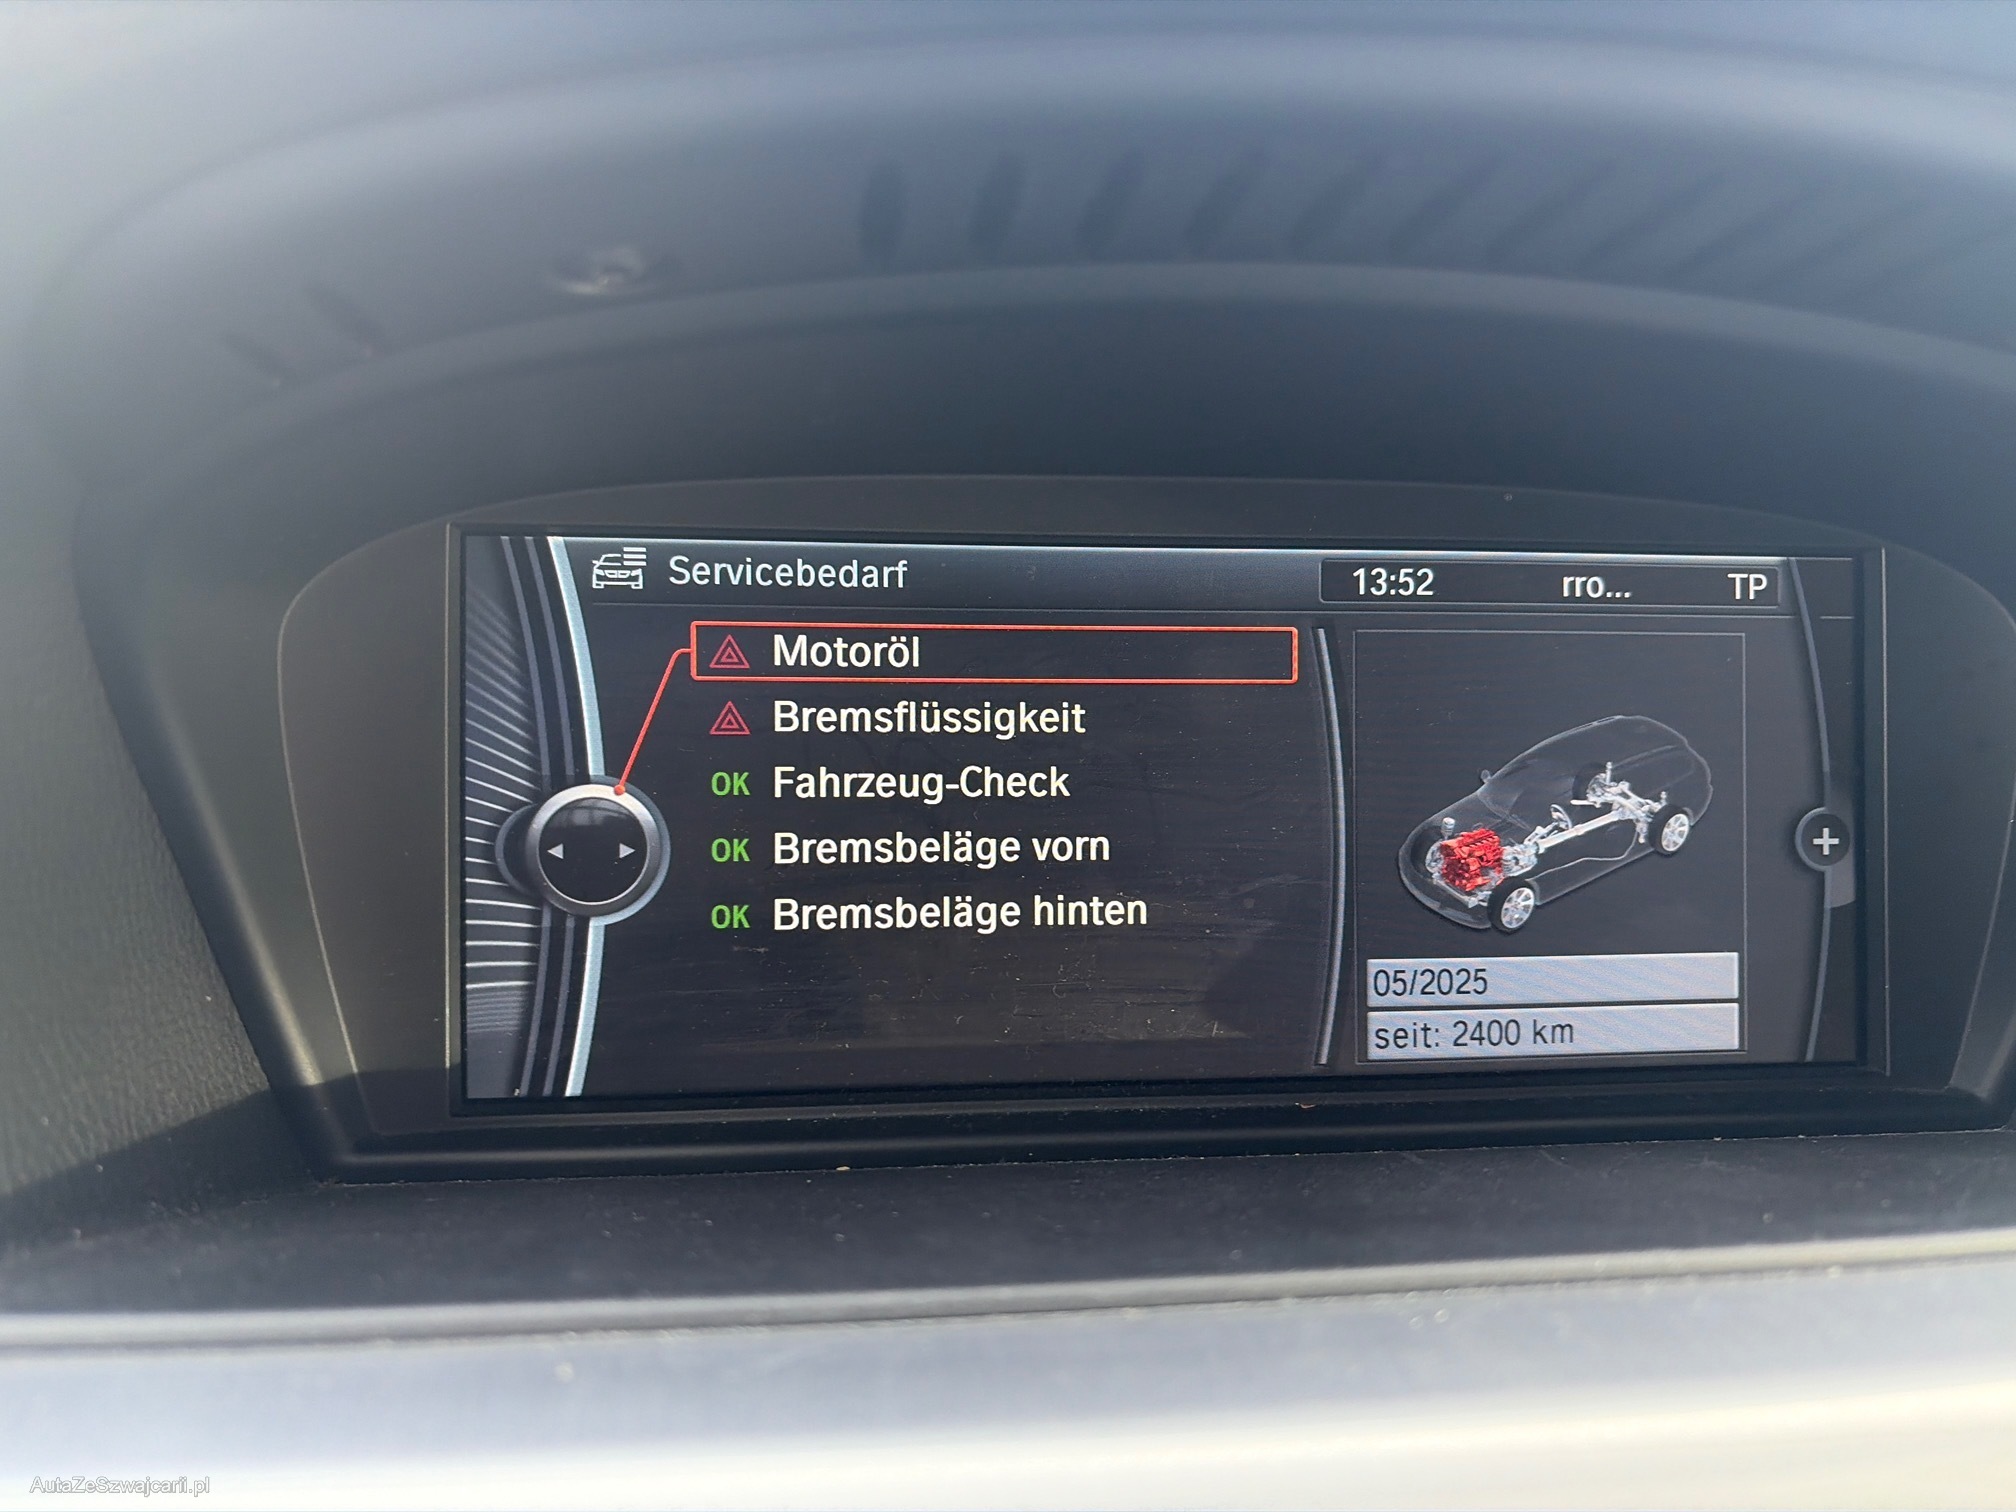 Servicebedarf
13:52 rro... TP
Motoröl
Bremsflüssigkeit
OK Fahrzeug-Check
OK Bremsbeläge vorn
OK Bremsbeläge hinten
05/2025
seit: 2400 km
AutaZeSzwajcarii.pl